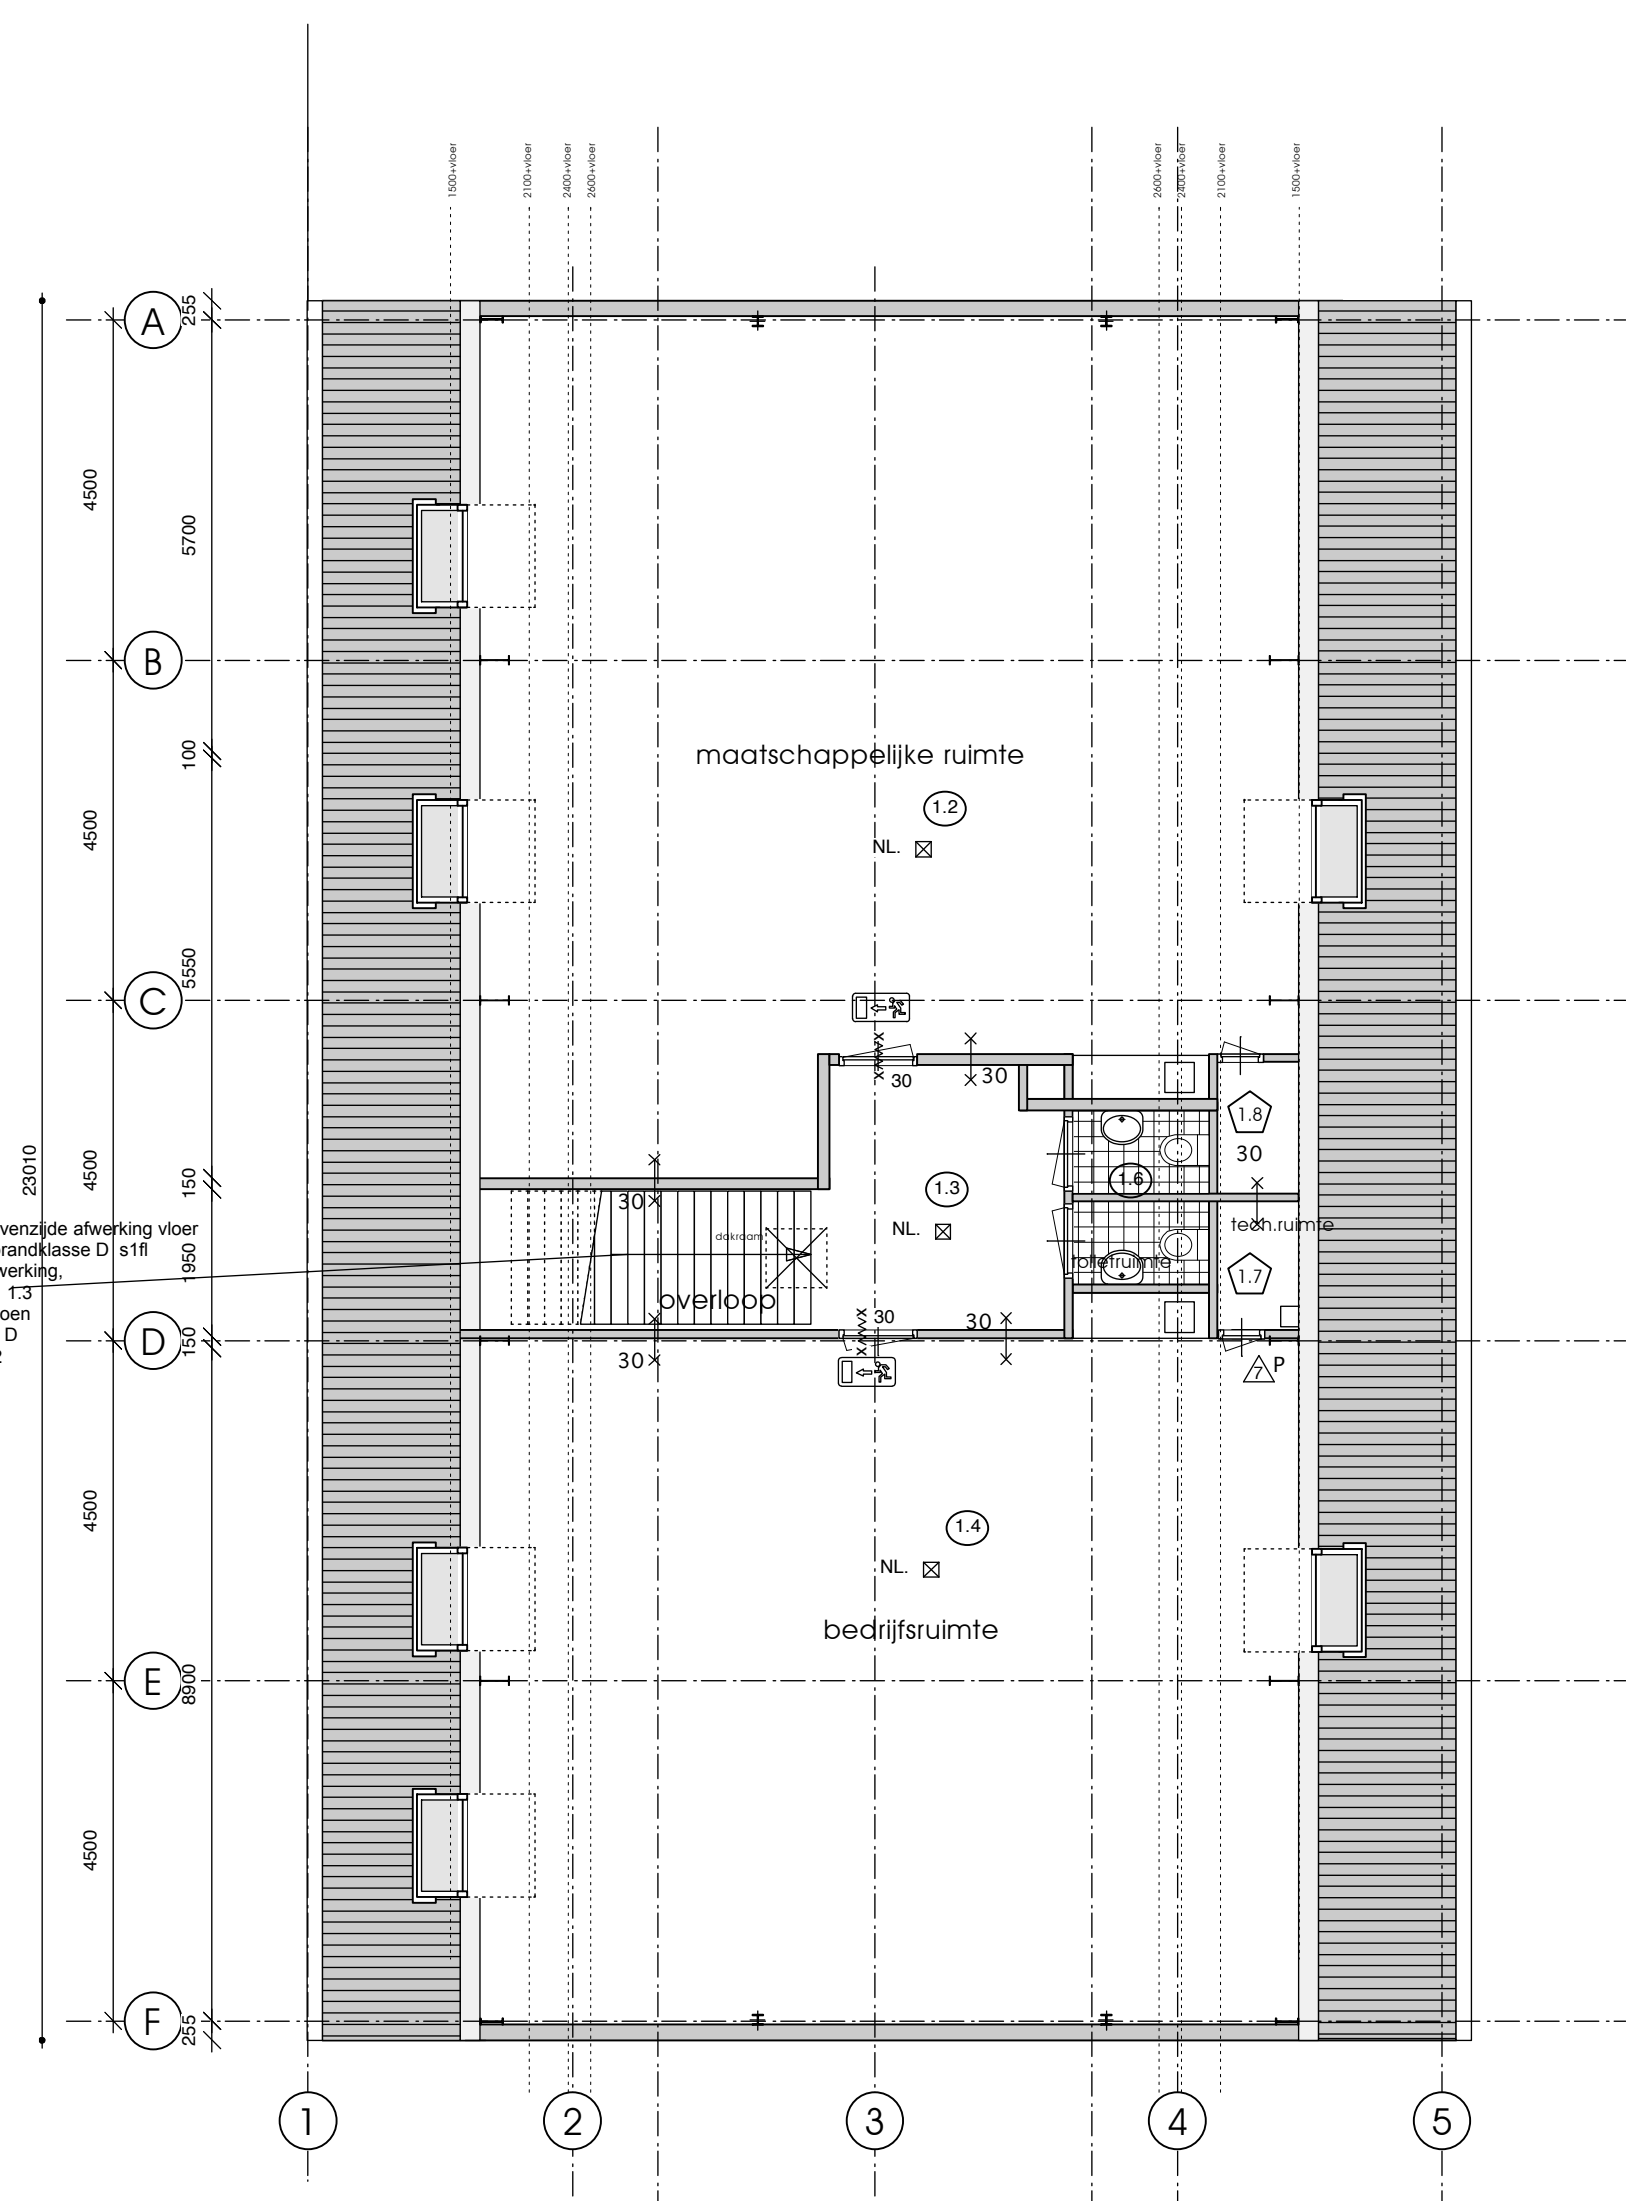 1500+vloer
2100+vloer
2400+vloer
2600+vloer
2600+vloer
2400+vloer
2100+vloer
1500+vloer
A
255
4500
5700
B
maatschappelijke ruimte
100
1.2
4500
NL.
C
5550
30
30
1.8
30
23010
4500
150
1.3
1.6
30
NL.
tech.ruimte
venzijde afwerking vloer
dakraam
randklasse D s1fl
1950
toiletruimte
werking,
1.7
1.3
overloop
oen
30
30
D
D
150
30
7
P
4500
1.4
NL.
bedrijfsruimte
E
8900
4500
F
255
1
2
3
4
5